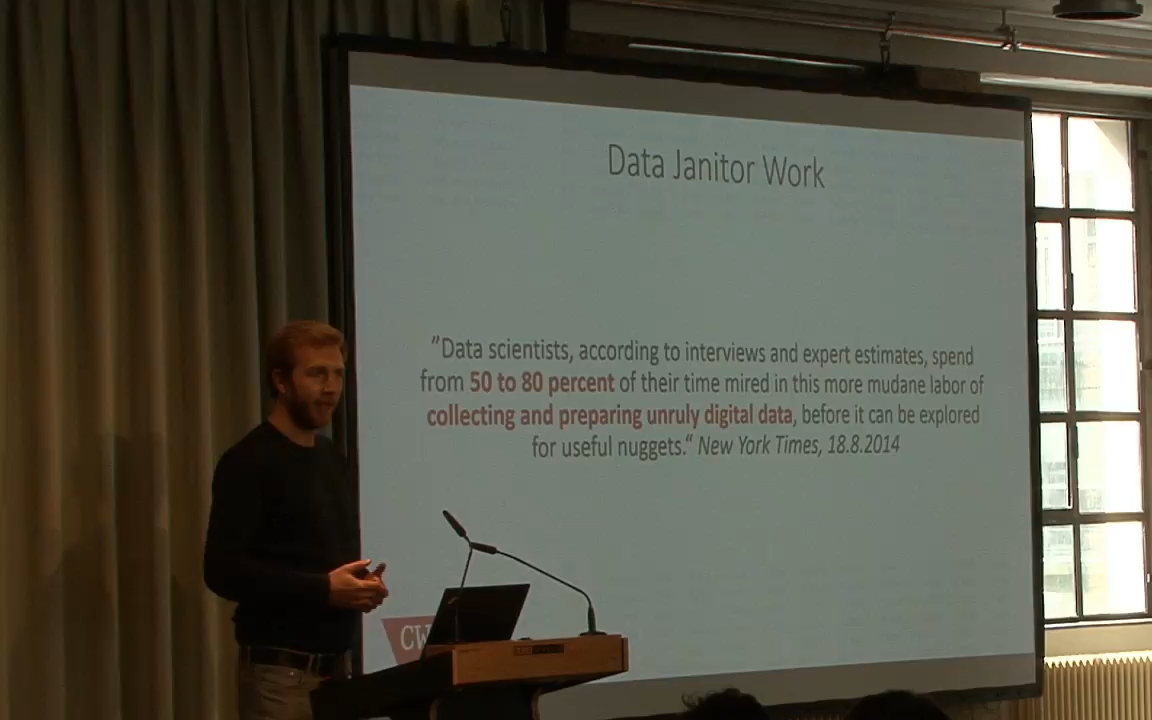 Data Janitor Work
”Data scientists, according to interviews and expert estimates, spend
from 50 to 80 percent of their time mired in this more mudane labor of
collecting and preparing unruly digital data, before it can be explored
for useful nuggets.“ New York Times, 18.8.2014
CW